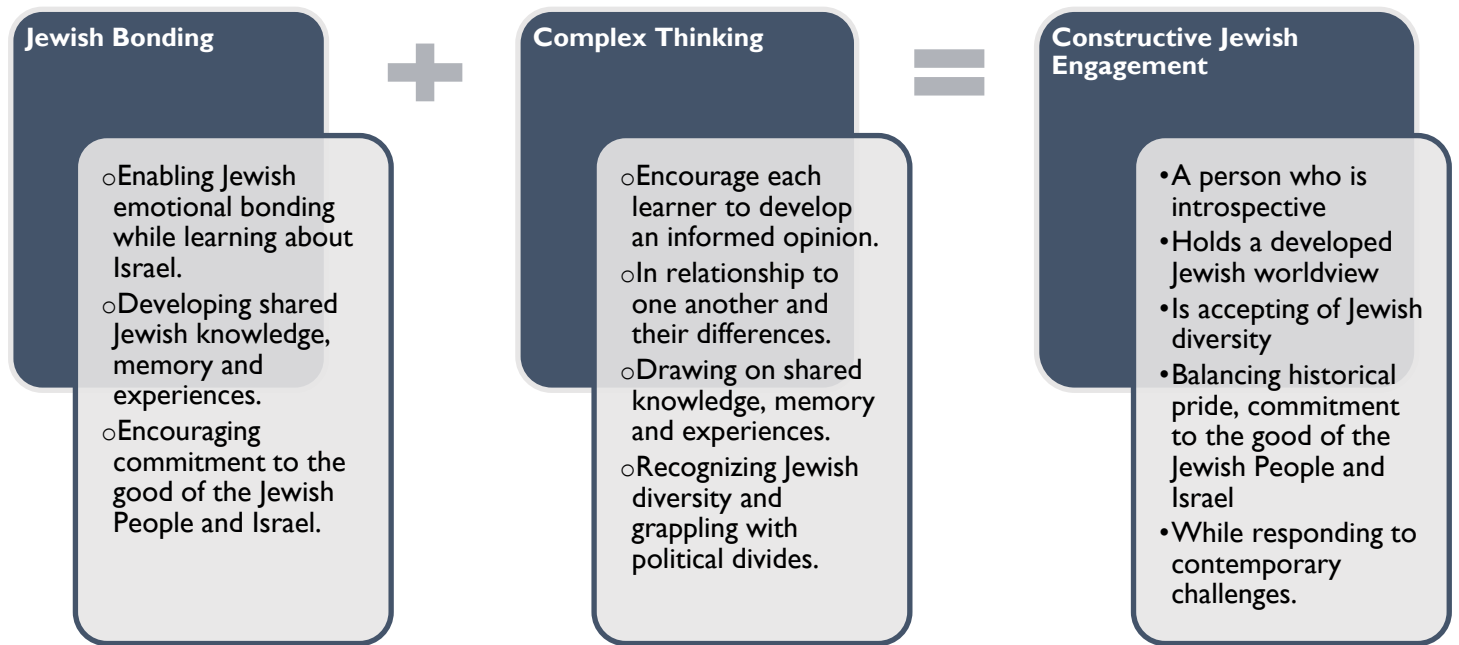 Jewish Bonding
oEnabling Jewish
emotional bonding
while learning about
Israel.
oDeveloping shared
Jewish knowledge,
memory and
experiences.
oEncouraging
commitment to the
good of the Jewish
People and Israel.
+
Complex Thinking
oEncourage each
learner to develop
an informed opinion.
oIn relationship to
one another and
their differences.
oDrawing on shared
knowledge, memory
and experiences.
oRecognizing Jewish
diversity and
grappling with
political divides.
=
Constructive Jewish
Engagement
•A person who is
introspective
•Holds a developed
Jewish worldview
•Is accepting of Jewish
diversity
•Balancing historical
pride, commitment
to the good of the
Jewish People and
Israel
•While responding to
contemporary
challenges.